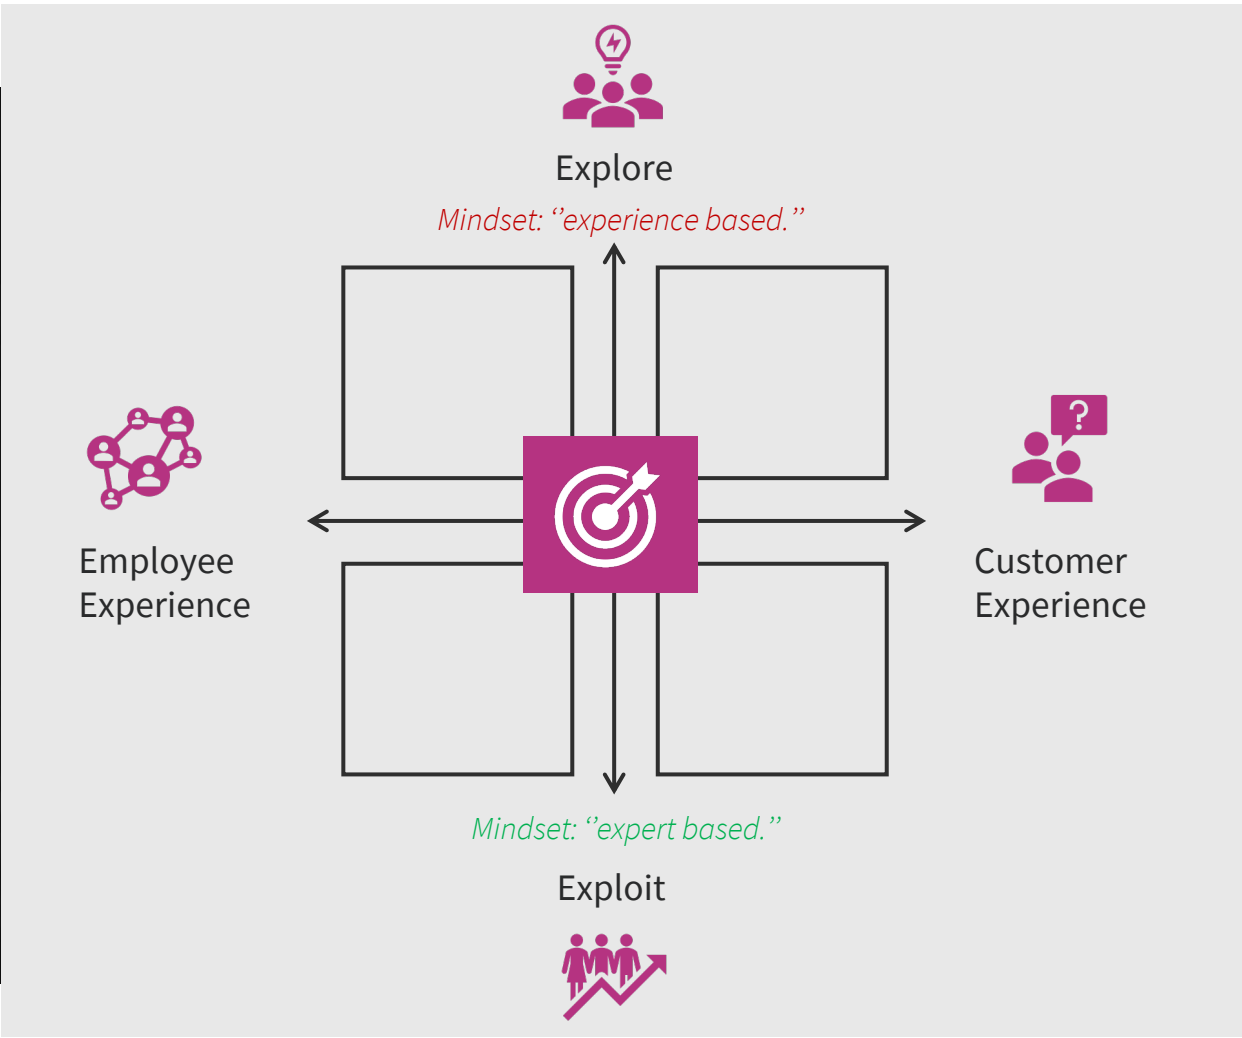 Explore
Mindset: ‘’experience based.’’
?
Employee
Experience
Customer
Experience
Mindset: ‘’expert based.’’
Exploit